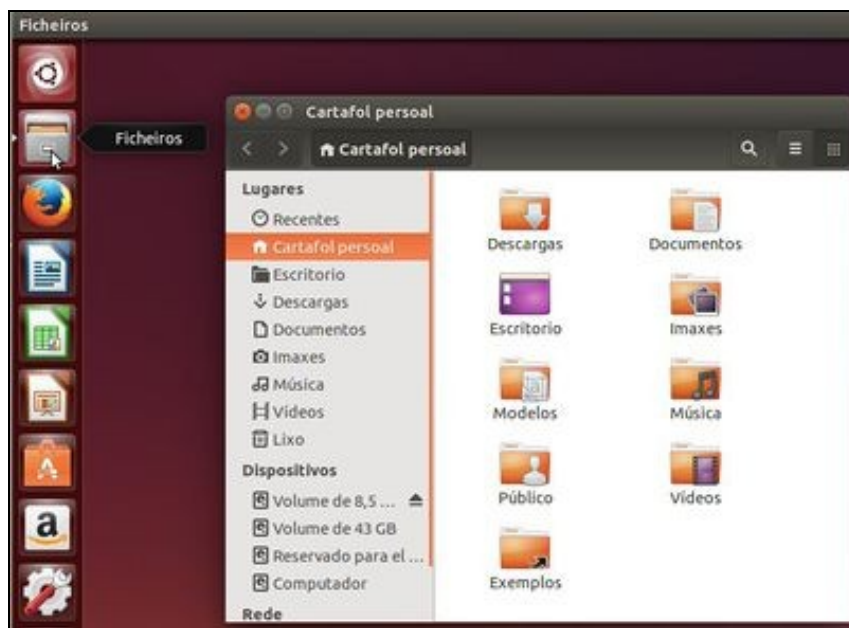 Ficheiros
Ficheiros
Cartafol persoal
Cartafol persoal
Lugares
Recentes
Cartafol persoal
Escritorio
Descargas
Documentos
Imaxes
Música
Vídeos
Lixo
Dispositivos
Volume de 8,5 ...
Volume de 43 GB
Reservado para el ...
Computador
Rede
Descargas
Documentos
Escritorio
Imaxes
Modelos
Música
Público
Vídeos
Exemplos